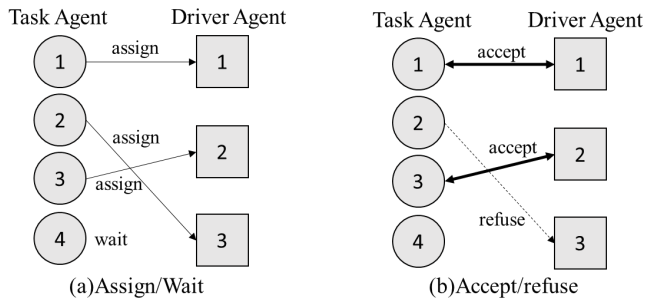 Task Agent
Driver Agent
1
assign
1
2
assign
2
3
assign
4
wait
3
(a)Assign/Wait
Task Agent
Driver Agent
1
accept
1
2
accept
2
3
refuse
4
3
(b)Accept/refuse